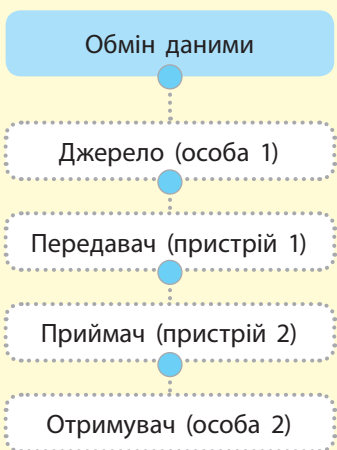 Обмін даними
Джерело (особа 1)
Передавач (пристрій 1)
Приймач (пристрій 2)
Отримувач (особа 2)